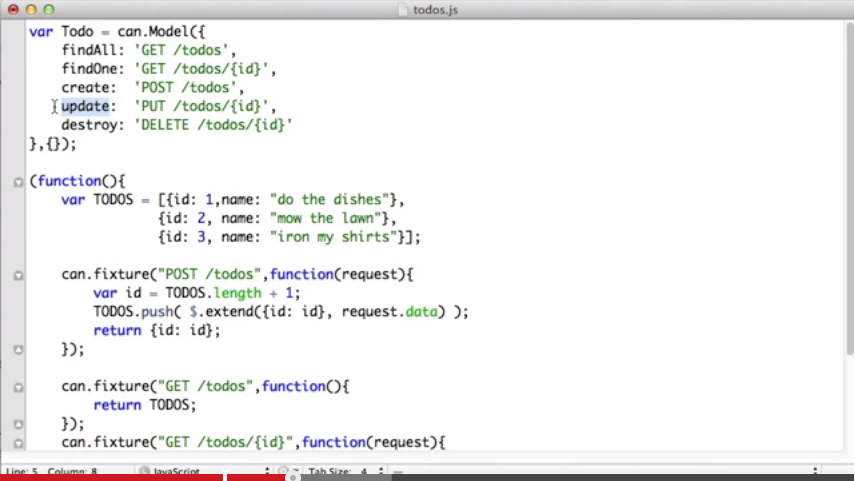 todos.js
var Todo = can.Model({
    findAll: 'GET /todos',
    findOne: 'GET /todos/{id}',
    create:  'POST /todos',
    update:  'PUT /todos/{id}',
    destroy: 'DELETE /todos/{id}'
},{});
(function(){
    var TODOS = [{id: 1,name: "do the dishes"},
                {id: 2, name: "mow the lawn"},
                {id: 3, name: "iron my shirts"}];
    can.fixture("POST /todos",function(request){
        var id = TODOS.length + 1;
        TODOS.push( $.extend({id: id}, request.data) );
        return {id: id};
    });
    can.fixture("GET /todos",function(){
        return TODOS;
    });
    can.fixture("GET /todos/{id}",function(request){
Line: 5 Column: 8 JavaScript Tab Size: 4 —